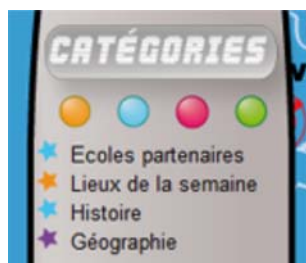 CATÉGORIES
Ecoles partenaires
Lieux de la semaine
Histoire
Géographie